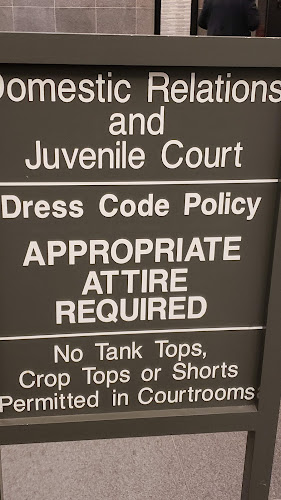 Domestic Relations
and
Juvenile Court
Dress Code Policy
APPROPRIATE
ATTIRE
REQUIRED
No Tank Tops,
Crop Tops or Shorts
Permitted in Courtrooms